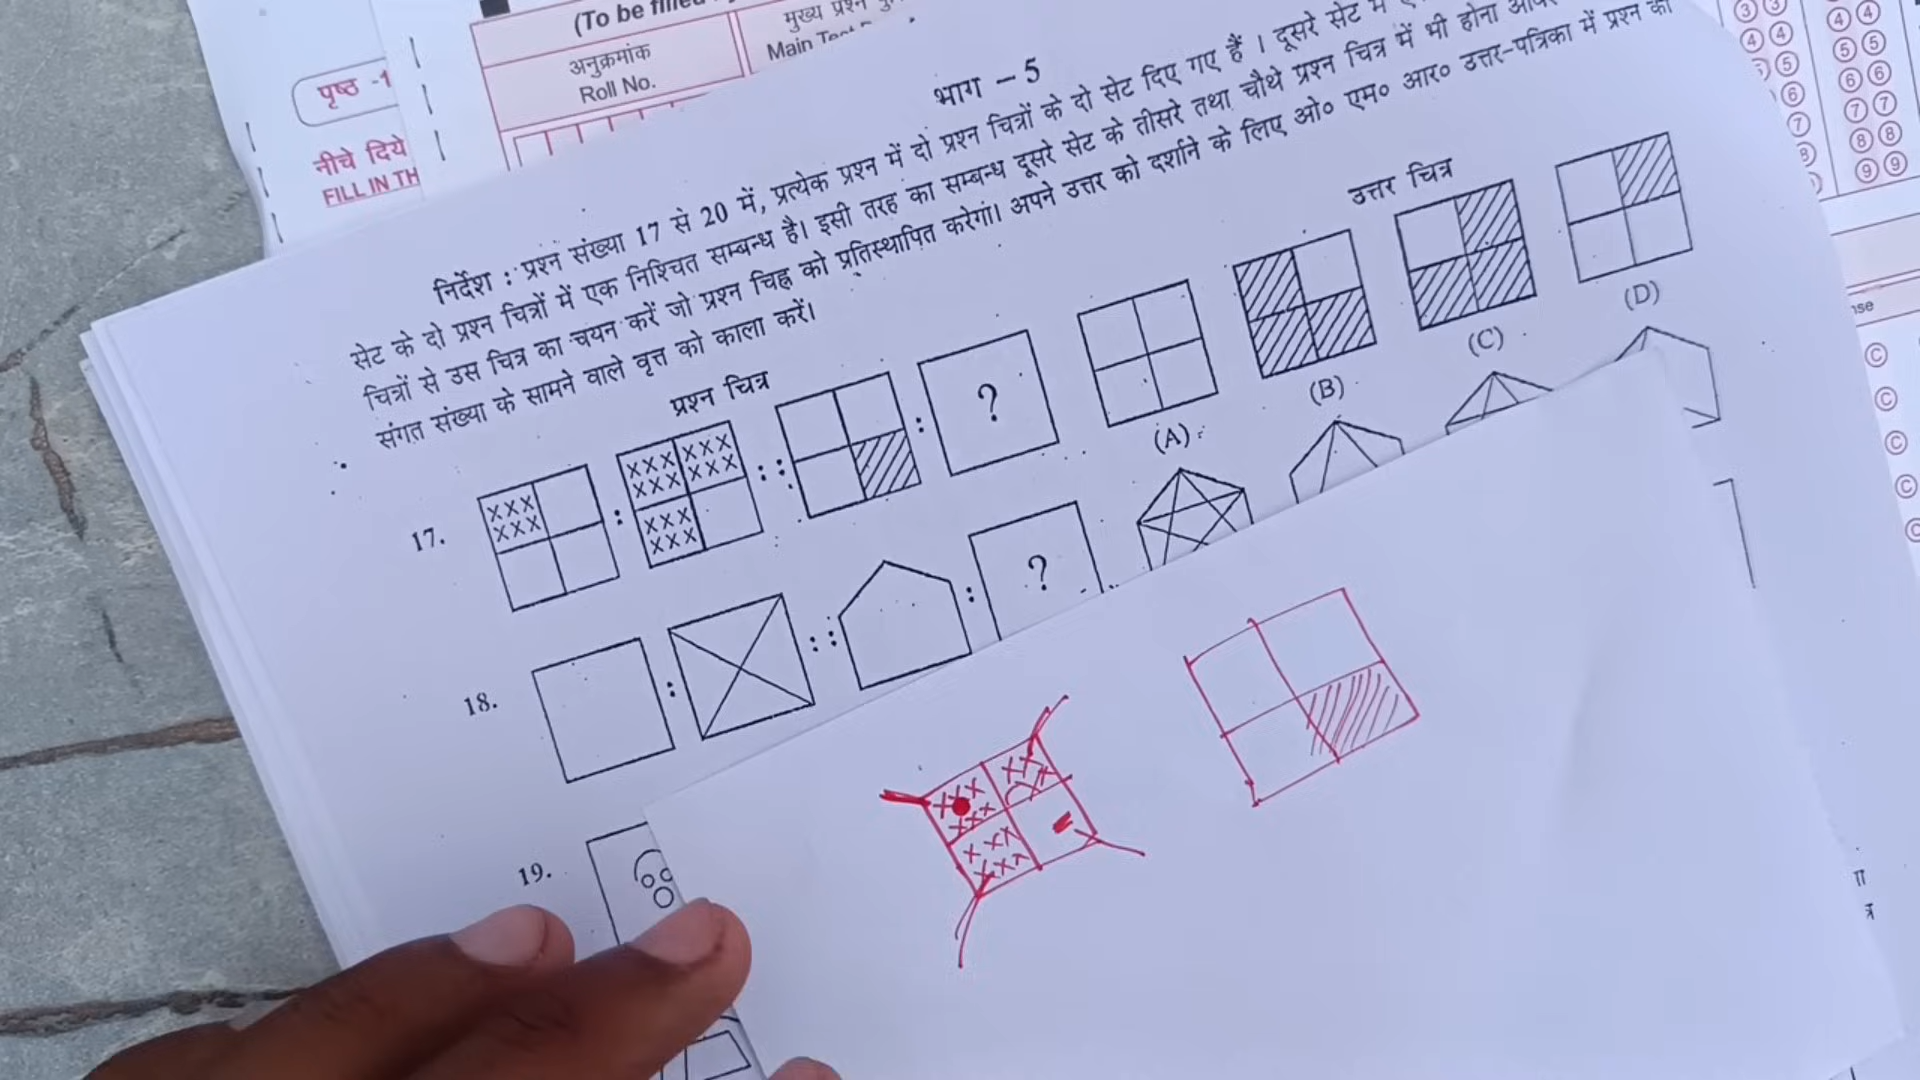 (To be
मुख्य प्रश्न
अनुक्रमांक
Roll No.
Main
पृष्ठ -1
नीचे दिये
FILL IN TH
भाग - 5
निर्देश : प्रश्न संख्या 17 से 20 में, प्रत्येक प्रश्न में दो प्रश्न चित्रों के दो सेट दिए गए हैं । दूसरे सेट में
सेट के दो प्रश्न चित्रों में एक निश्चित सम्बन्ध है। इसी तरह का सम्बन्ध दूसरे सेट के तीसरे तथा चौथे प्रश्न चित्र में भी होना
चित्रों से उस चित्र का चयन करें जो प्रश्न चिह्न को प्रतिस्थापित करेगां। अपने उत्तर को दर्शाने के लिए ओ० एम० आर० उत्तर-पत्रिका में प्रश्न की
संगत संख्या के सामने वाले वृत्त को काला करें।
प्रश्न चित्र
उत्तर चित्र
17.
XXX
XXX
:
XXX XXX
XXX XXX
XXX
XXX
: :
:
?
(A)
(B)
(C)
(D)
18.
:
: :
:
?
19.